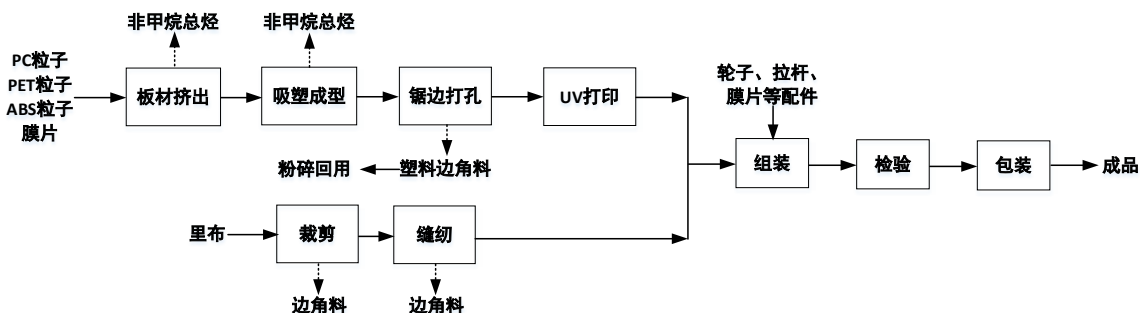 非甲烷总烃
非甲烷总烃
PC粒子
PET粒子
ABS粒子
膜片
板材挤出
吸塑成型
锯边打孔
UV打印
轮子、拉杆、
膜片等配件
粉碎回用
塑料边角料
组装
检验
包装
成品
里布
裁剪
缝纫
边角料
边角料